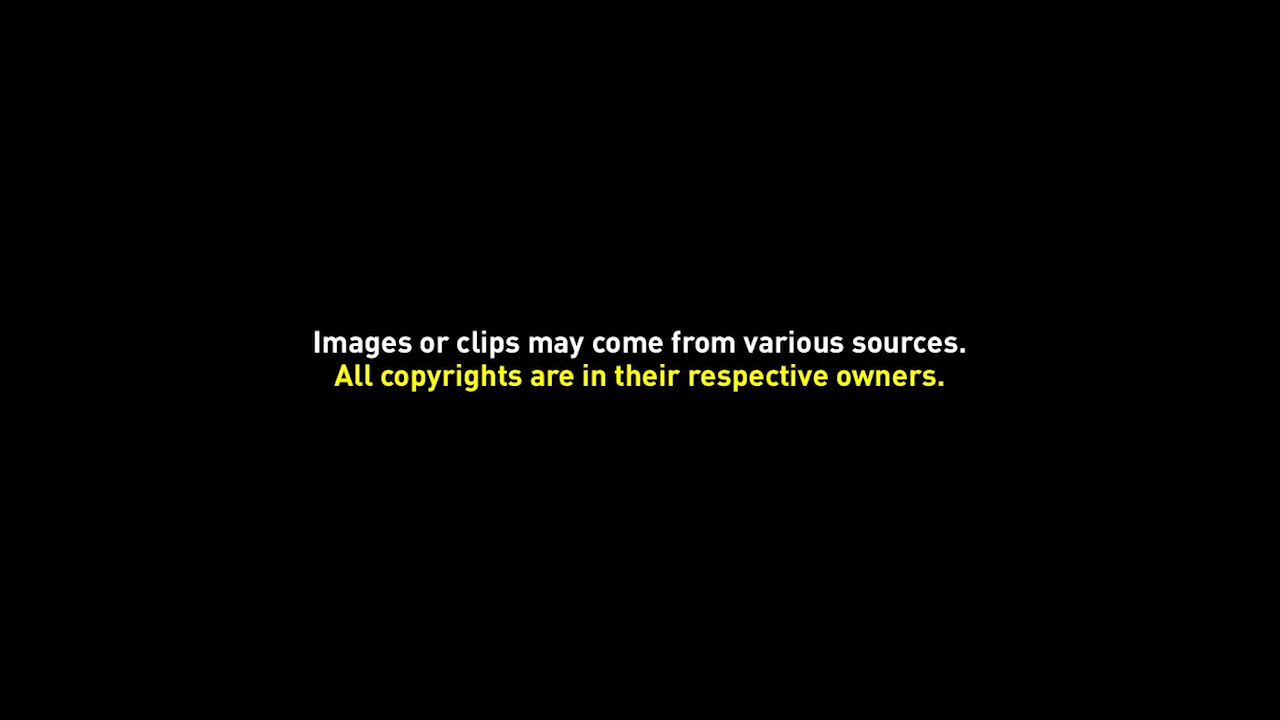 Images or clips may come from various sources.
All copyrights are in their respective owners.